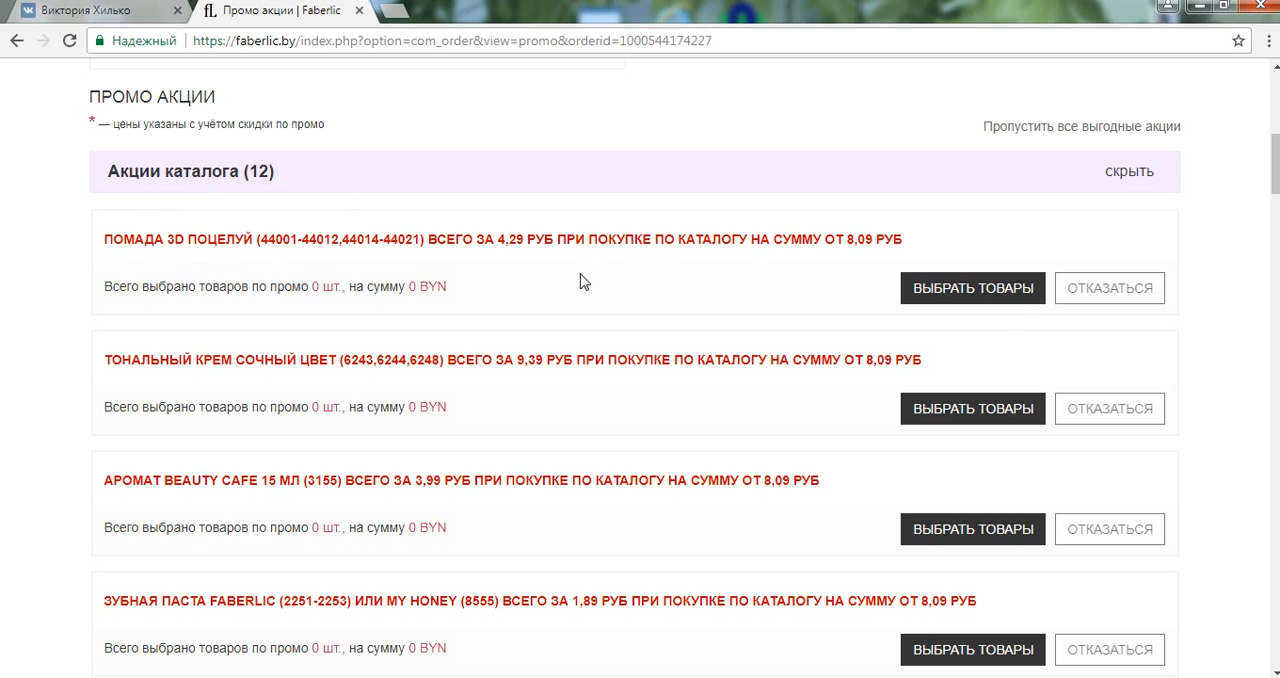 Виктория Хилько
fL Промо акции | Faberlic
Надежный | https://faberlic.by/index.php?option=com_order&view=promo&orderid=1000544174227
ПРОМО АКЦИИ
* — цены указаны с учётом скидки по промо
Пропустить все выгодные акции
Акции каталога (12)
скрыть
ПОМАДА 3D ПОЦЕЛУЙ (44001-44012,44014-44021) ВСЕГО ЗА 4,29 РУБ ПРИ ПОКУПКЕ ПО КАТАЛОГУ НА СУММУ ОТ 8,09 РУБ
Всего выбрано товаров по промо 0 шт., на сумму 0 BYN
ВЫБРАТЬ ТОВАРЫ
ОТКАЗАТЬСЯ
ТОНАЛЬНЫЙ КРЕМ СОЧНЫЙ ЦВЕТ (6243,6244,6248) ВСЕГО ЗА 9,39 РУБ ПРИ ПОКУПКЕ ПО КАТАЛОГУ НА СУММУ ОТ 8,09 РУБ
Всего выбрано товаров по промо 0 шт., на сумму 0 BYN
ВЫБРАТЬ ТОВАРЫ
ОТКАЗАТЬСЯ
АРОМАТ BEAUTY CAFE 15 МЛ (3155) ВСЕГО ЗА 3,99 РУБ ПРИ ПОКУПКЕ ПО КАТАЛОГУ НА СУММУ ОТ 8,09 РУБ
Всего выбрано товаров по промо 0 шт., на сумму 0 BYN
ВЫБРАТЬ ТОВАРЫ
ОТКАЗАТЬСЯ
ЗУБНАЯ ПАСТА FABERLIC (2251-2253) ИЛИ MY HONEY (8555) ВСЕГО ЗА 1,89 РУБ ПРИ ПОКУПКЕ ПО КАТАЛОГУ НА СУММУ ОТ 8,09 РУБ
Всего выбрано товаров по промо 0 шт., на сумму 0 BYN
ВЫБРАТЬ ТОВАРЫ
ОТКАЗАТЬСЯ